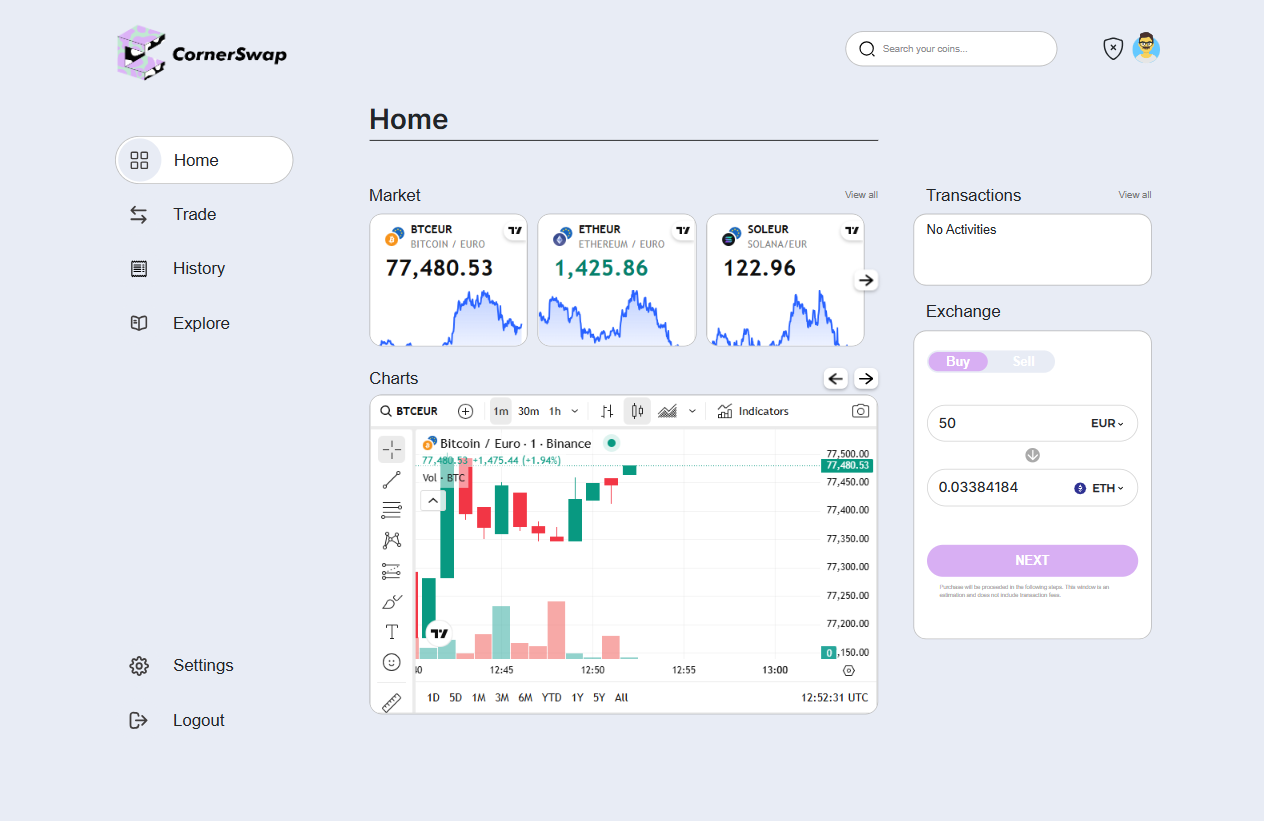 CornerSwap
Search your coins...
Home
Home
Trade
History
Explore
Settings
Logout
Market
View all
BTCEUR
BITCOIN / EURO
77,480.53
ETHEUR
ETHEREUM / EURO
1,425.86
SOLEUR
SOLANA/EUR
122.96
Charts
BTCEUR
1m 30m 1h
Indicators
Bitcoin / Euro · 1 · Binance
77,480.53 +1,475.44 (+1.94%)
Vol · BTC
77,500.00
77,480.53
77,450.00
77,400.00
77,350.00
77,300.00
77,250.00
77,200.00
0 ,150.00
30 12:45 12:50 12:55 13:00
1D 5D 1M 3M 6M YTD 1Y 5Y All
12:52:31 UTC
Transactions
View all
No Activities
Exchange
Buy Sell
50 EUR
0.03384184 ETH
NEXT
Purchase will be proceeded in the following steps. This window is an
estimation and does not include transaction fees.